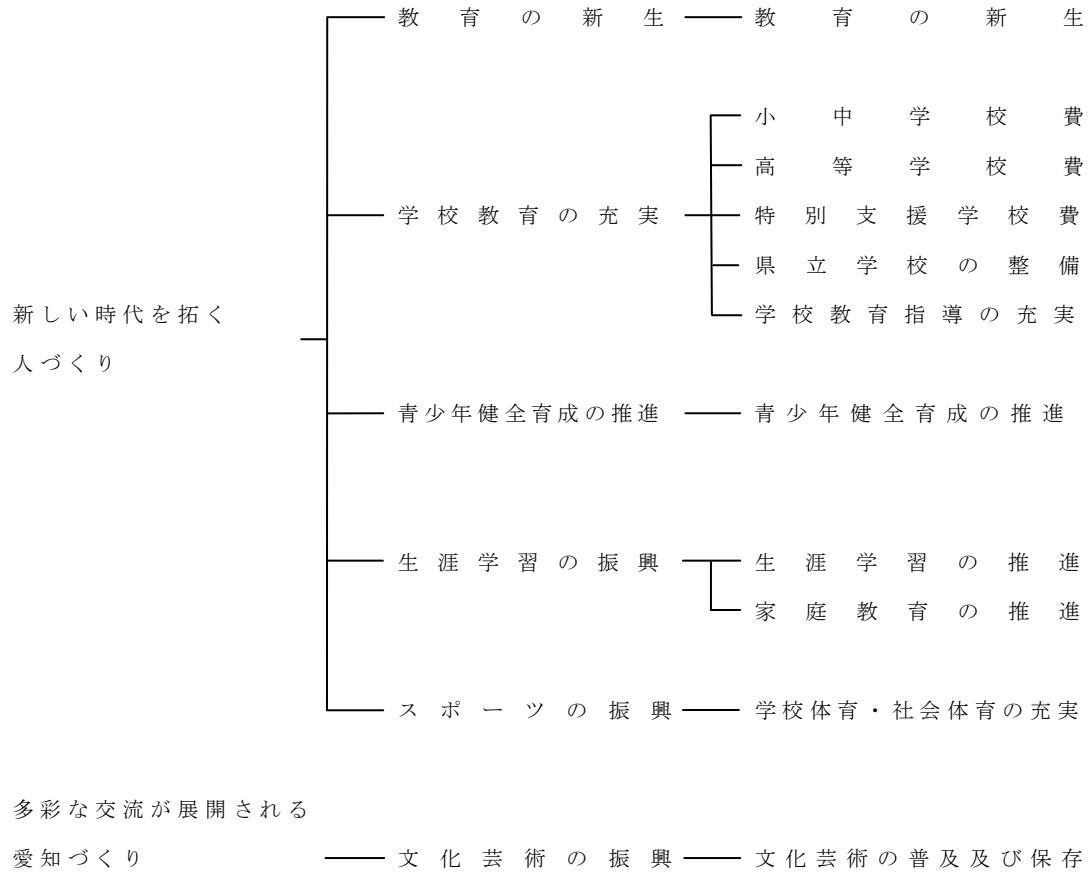 教育の新生 教育の新生
小中学校費
高等学校費
学校教育の充実 特別支援学校費
県立学校の整備
新しい時代を拓く 学校教育指導の充実
人づくり
青少年健全育成の推進 青少年健全育成の推進
生涯学習の振興 生涯学習の推進
家庭教育の推進
スポーツの振興 学校体育・社会体育の充実
多彩な交流が展開される
愛知づくり 文化芸術の振興 文化芸術の普及及び保存